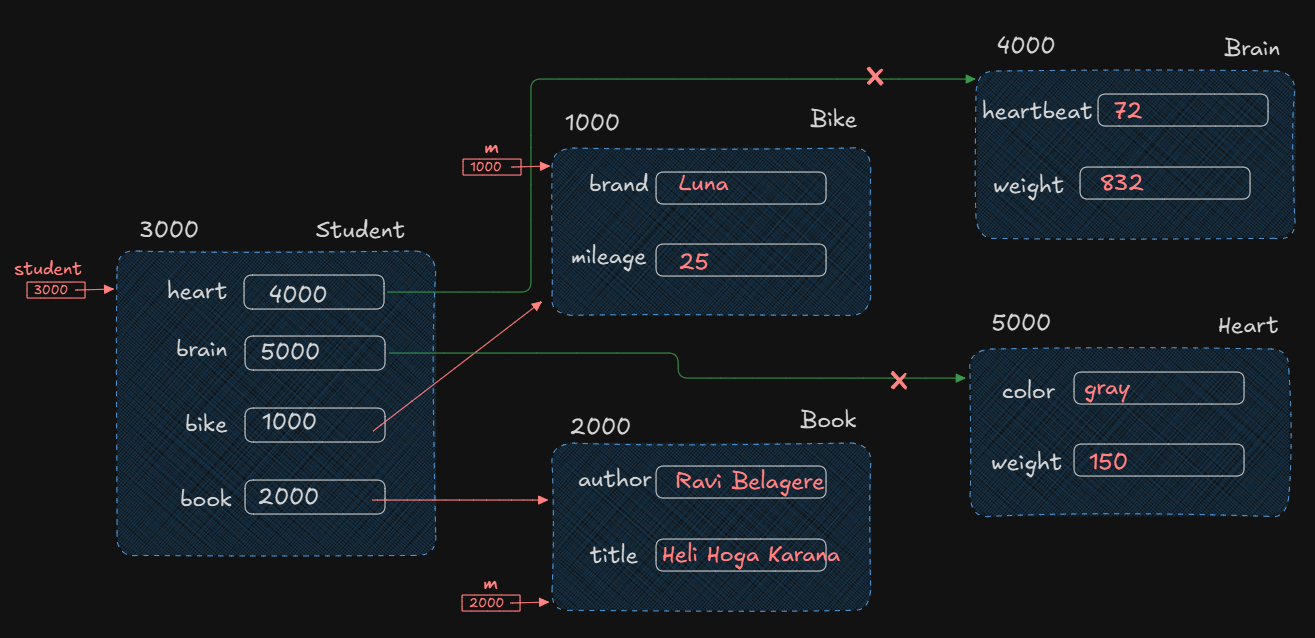 4000 Brain
heartbeat 72
weight 832
1000 Bike
m
1000
brand Luna
mileage 25
3000 Student
student
3000
heart 4000
brain 5000
bike 1000
book 2000
5000 Heart
color gray
weight 150
2000 Book
author Ravi Belagere
title Heli Hoga Karana
m
2000